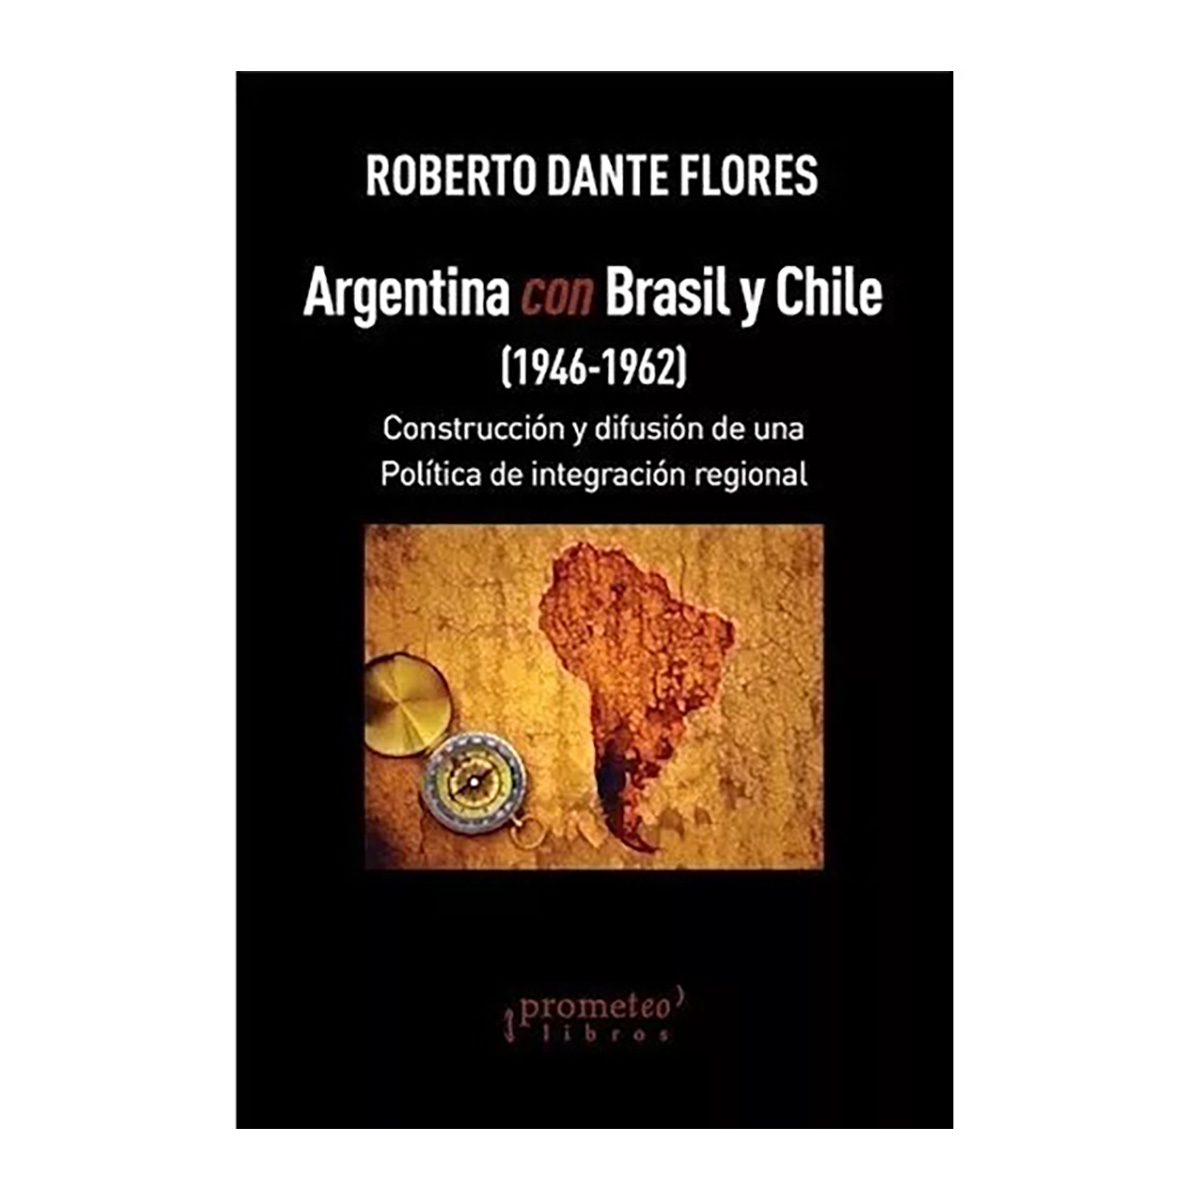 ROBERTO DANTE FLORES
Argentina con Brasil y Chile
(1946-1962)
Construcción y difusión de una
Política de integración regional
prometeo
libros